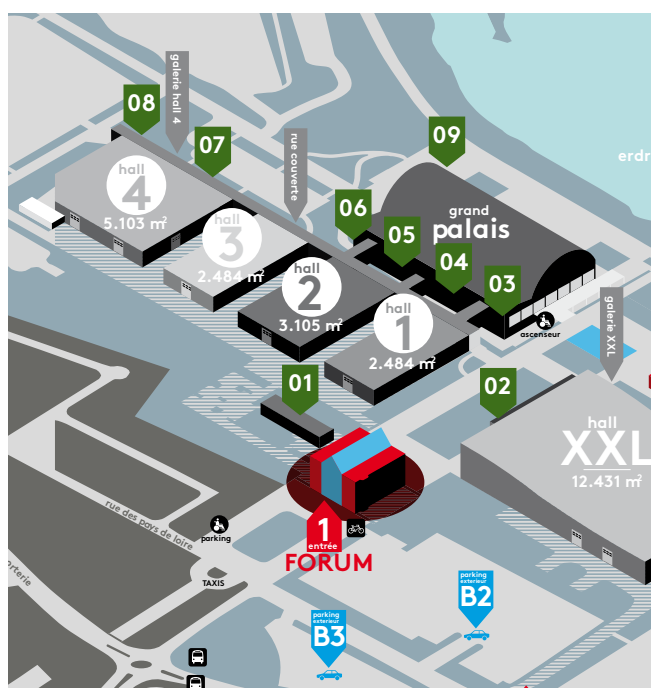 08
galerie hall 4
07
rue couverte
09
erdr
hall
4
5.103 m²
hall
3
2.484 m²
06
05
04
03
grand
palais
hall
2
3.105 m²
hall
1
2.484 m²
ascenseur
galerie XXL
01
02
hall
XXL
12.431 m²
rue des pays de loire
parking
1
entrée
FORUM
TAXIS
orterie
parking
exterieur
B3
parking
exterieur
B2